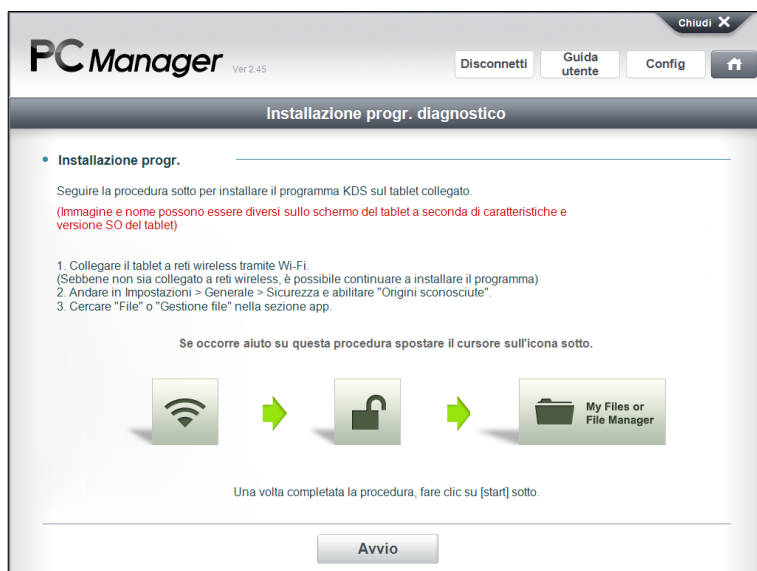 Chiudi X
PC Manager Ver 2.45
Disconnetti
Guida
utente
Config
Installazione progr. diagnostico
Installazione progr.
Seguire la procedura sotto per installare il programma KDS sul tablet collegato.
(Immagine e nome possono essere diversi sullo schermo del tablet a seconda di caratteristiche e
versione SO del tablet)
1. Collegare il tablet a reti wireless tramite Wi-Fi.
(Sebbene non sia collegato a reti wireless, è possibile continuare a installare il programma)
2. Andare in Impostazioni > Generale > Sicurezza e abilitare "Origini sconosciute".
3. Cercare "File" o "Gestione file" nella sezione app.
Se occorre aiuto su questa procedura spostare il cursore sull'icona sotto.
My Files or
File Manager
Una volta completata la procedura, fare clic su [start] sotto.
Avvio